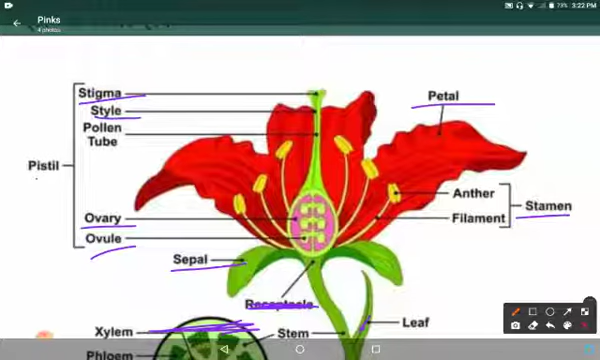 3:22 PM
Pinks
4 photos
Stigma
Style
Pollen
Tube
Pistil
Ovary
Ovule
Sepal
Receptacle
Xylem
Phloem
Petal
Anther
Filament
Stamen
Leaf
Stem